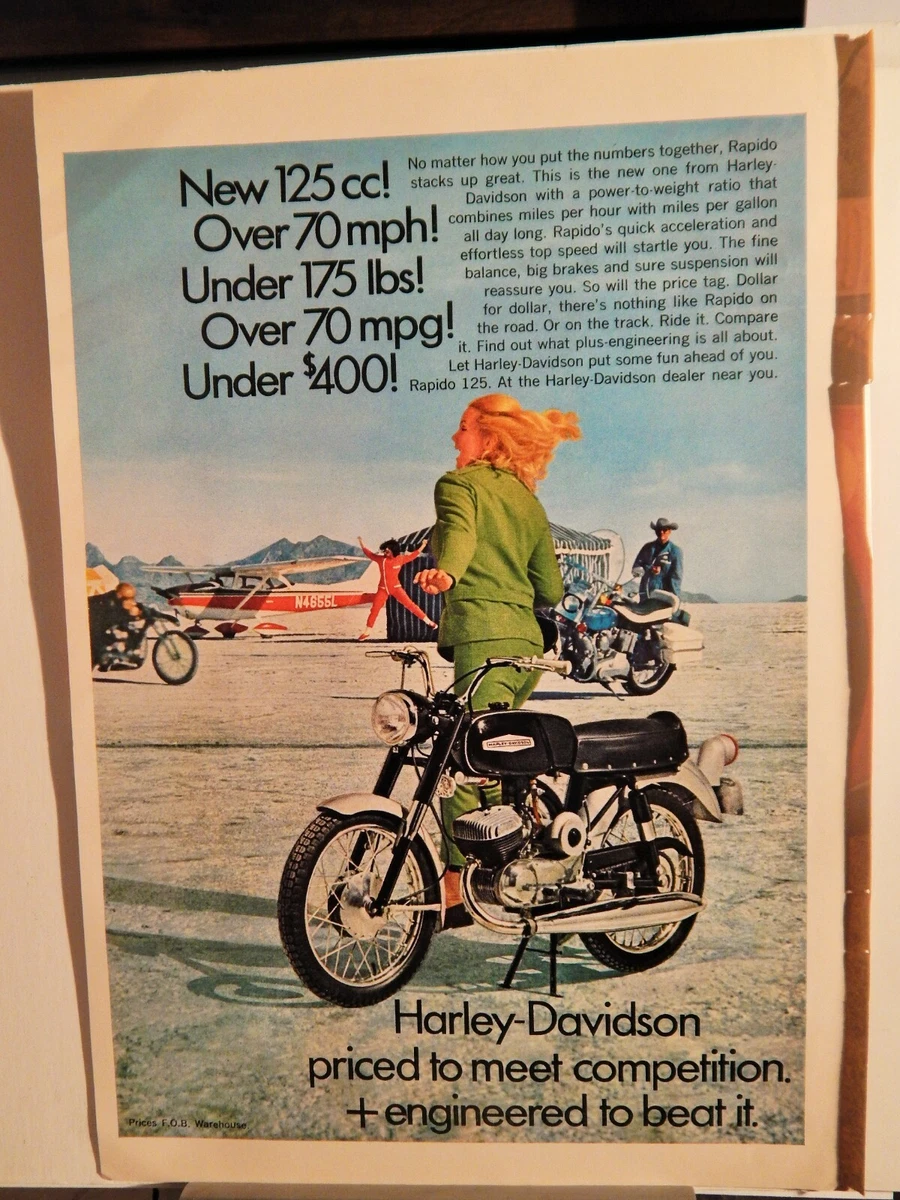 New 125 cc!
Over 70 mph!
Under 175 lbs!
Over 70 mpg!
Under $400!
No matter how you put the numbers together, Rapido
stacks up great. This is the new one from Harley-
Davidson with a power-to-weight ratio that
combines miles per hour with miles per gallon
all day long. Rapido's quick acceleration and
effortless top speed will startle you. The fine
balance, big brakes and sure suspension will
reassure you. So will the price tag. Dollar
for dollar, there's nothing like Rapido on
the road. Or on the track. Ride it. Compare
it. Find out what plus-engineering is all about.
Let Harley-Davidson put some fun ahead of you.
Rapido 125. At the Harley-Davidson dealer near you.
N4655L
HARLEY-DAVIDSON
Harley-Davidson
priced to meet competition.
+engineered to beat it.
Prices F.O.B. Warehouse